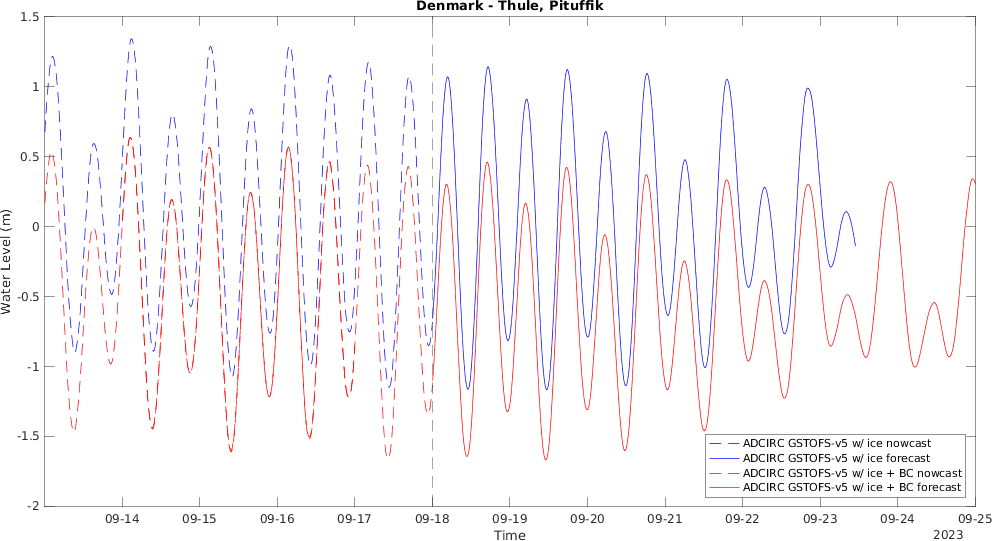 Denmark - Thule, Pituffik
1.5
1
0.5
0
-0.5
-1
-1.5
-2
Water Level (m)
ADCIRC GSTOFS-v5 w/ ice nowcast
ADCIRC GSTOFS-v5 w/ ice forecast
ADCIRC GSTOFS-v5 w/ ice + BC nowcast
ADCIRC GSTOFS-v5 w/ ice + BC forecast
09-14 09-15 09-16 09-17 09-18 09-19 09-20 09-21 09-22 09-23 09-24 09-25
Time
2023